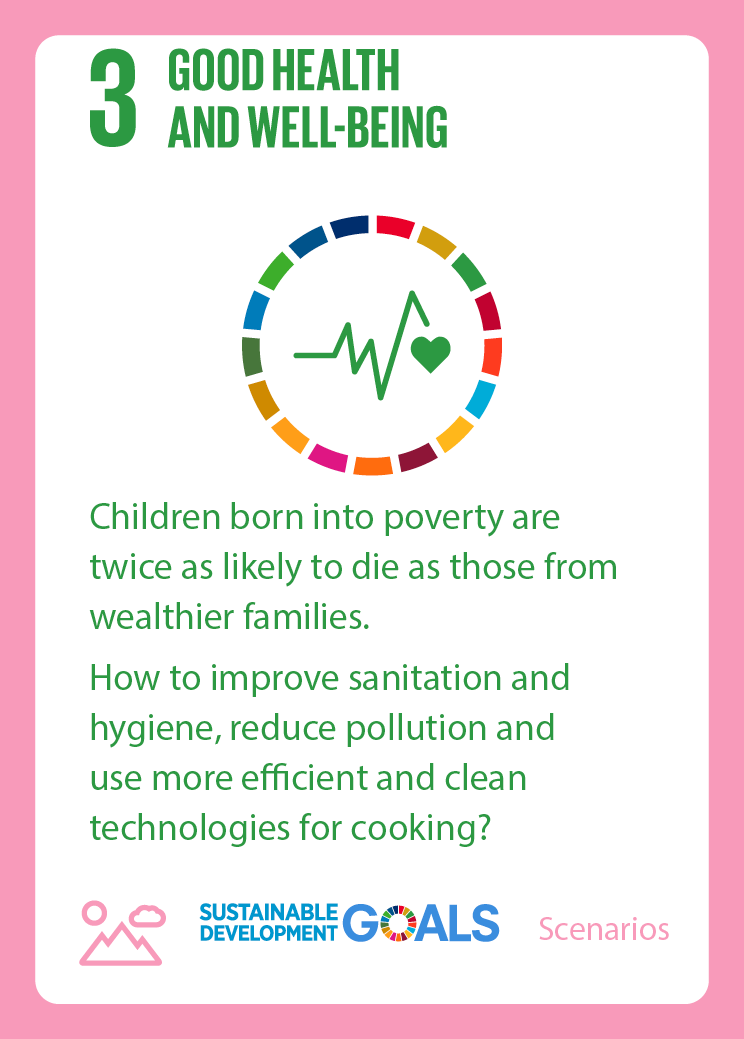 3 GOOD HEALTH
AND WELL-BEING
Children born into poverty are
twice as likely to die as those from
wealthier families.
How to improve sanitation and
hygiene, reduce pollution and
use more efficient and clean
technologies for cooking?
SUSTAINABLE
DEVELOPMENT GOALS
Scenarios